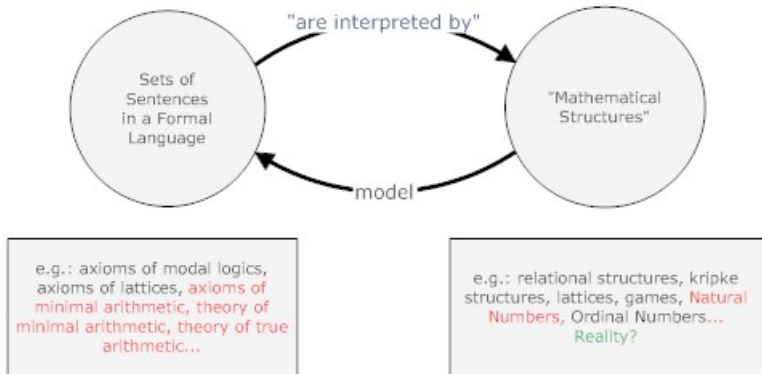 "are interpreted by"
Sets of
Sentences
in a Formal
Language
"Mathematical
Structures"
model
e.g.: axioms of modal logics,
axioms of lattices, axioms of
minimal arithmetic, theory of
minimal arithmetic, theory of true
arithmetic...
e.g.: relational structures, kripke
structures, lattices, games, Natural
Numbers, Ordinal Numbers...
Reality?